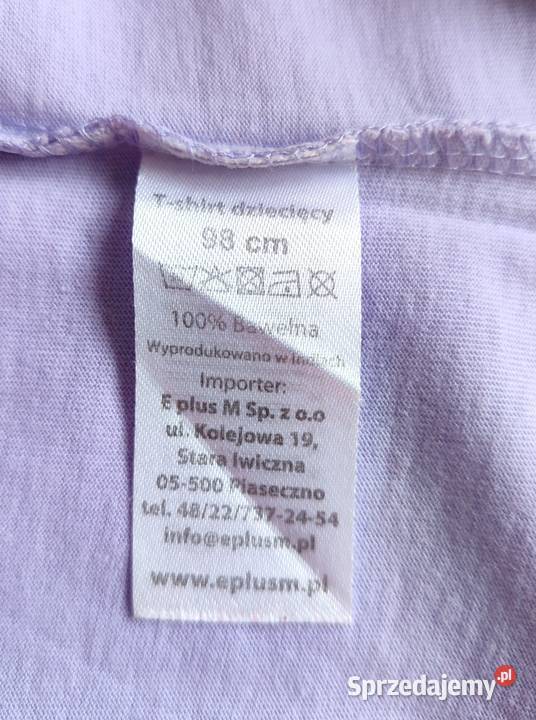 T-shirt dziecięcy
98 cm
100% Bawełna
Wyprodukowano w Indiach
Importer:
E plus M Sp. z o.o
ul. Kolejowa 19,
Stara Iwiczna
05-500 Piaseczno
tel. 48/22/737-24-54
info@eplusm.pl
www.eplusm.pl
Sprzedajemy.pl